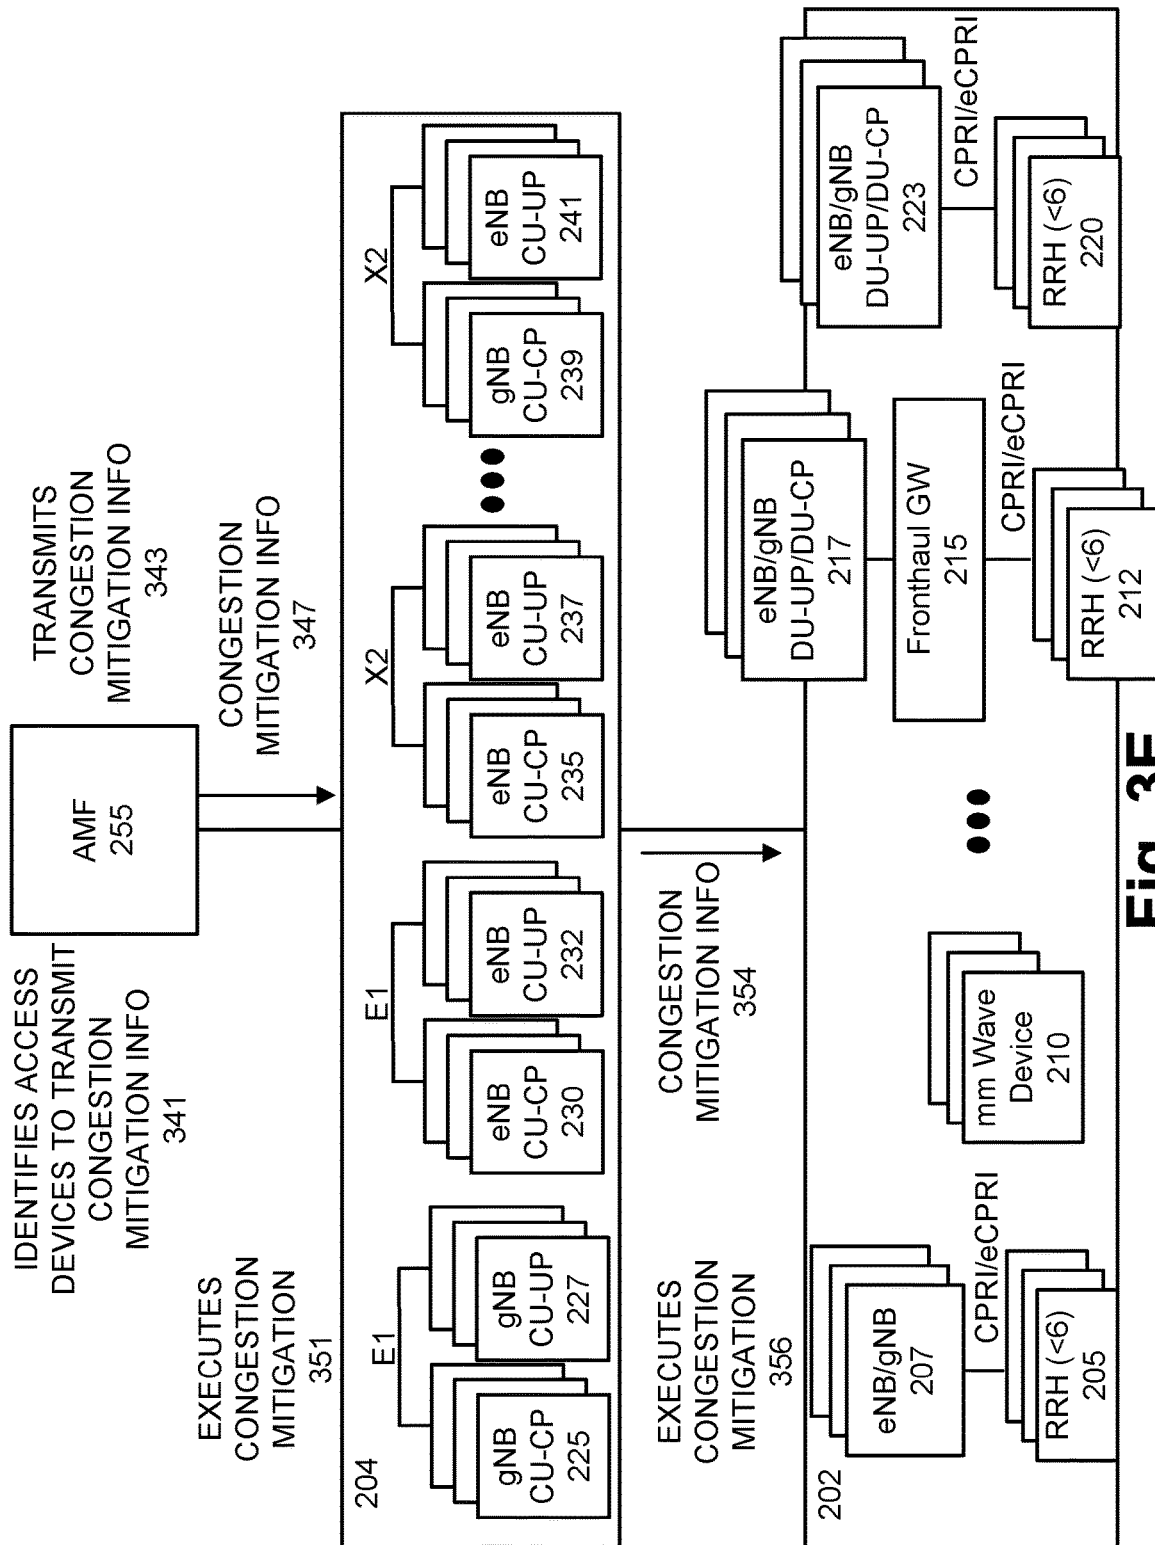 IDENTIFIES ACCESS
DEVICES TO TRANSMIT
CONGESTION
MITIGATION INFO
341
AMF
255
TRANSMITS
CONGESTION
MITIGATION INFO
343
CONGESTION
MITIGATION INFO
347
EXECUTES
CONGESTION
MITIGATION
351
204
E1
gNB
CU-CP
225
gNB
CU-UP
227
E1
eNB
CU-CP
230
eNB
CU-UP
232
X2
eNB
CU-CP
235
eNB
CU-UP
237
X2
gNB
CU-CP
239
eNB
CU-UP
241
EXECUTES
CONGESTION
MITIGATION
356
CONGESTION
MITIGATION INFO
354
202
eNB/gNB
207
CPRI/eCPRI
RRH (<6)
205
mm Wave
Device
210
eNB/gNB
DU-UP/DU-CP
217
Fronthaul GW
215
CPRI/eCPRI
RRH (<6)
212
eNB/gNB
DU-UP/DU-CP
223
CPRI/eCPRI
RRH (<6)
220
Fig.